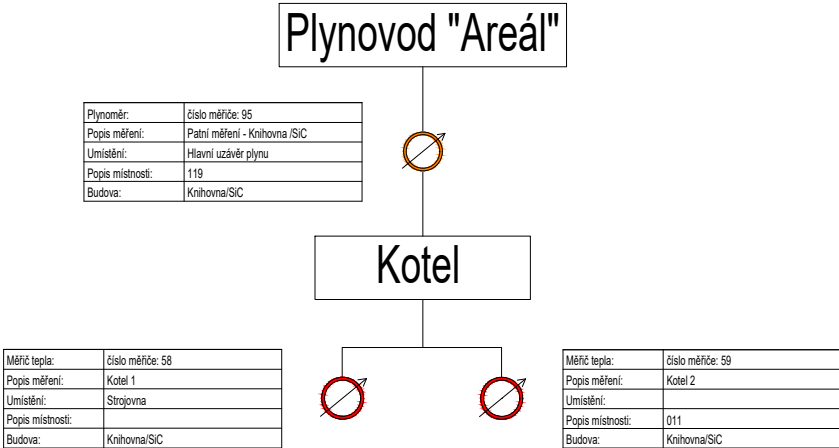 Plynovod "Areál"
Plynoměr: číslo měřiče: 95
Popis měření: Patní měření - Knihovna /SiC
Umístění: Hlavní uzávěr plynu
Popis místnosti: 119
Budova: Knihovna/SiC
Kotel
Měřič tepla: číslo měřiče: 58
Popis měření: Kotel 1
Umístění: Strojovna
Popis místnosti:
Budova: Knihovna/SiC
Měřič tepla: číslo měřiče: 59
Popis měření: Kotel 2
Umístění:
Popis místnosti: 011
Budova: Knihovna/SiC